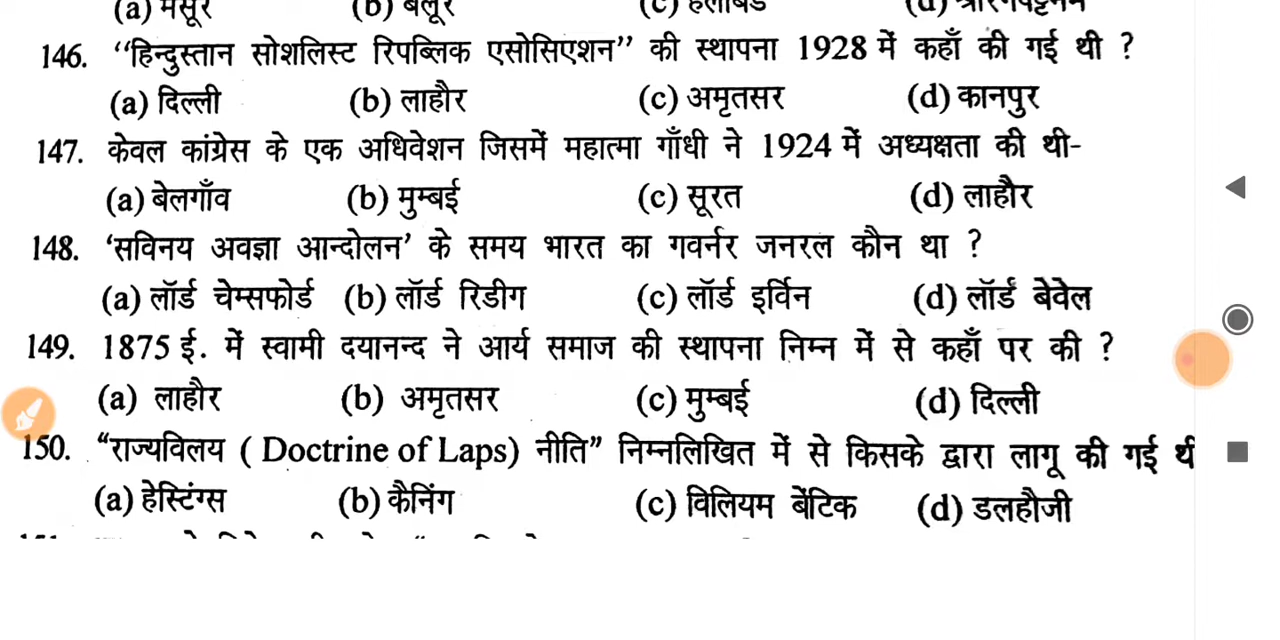 (a) मैसूर (b) बेलूर (c) हेलेबिड (d) श्रीरंगपट्टनम
146. ‘‘हिन्दुस्तान सोशलिस्ट रिपब्लिक एसोसिएशन’’ की स्थापना 1928 में कहाँ की गई थी ?
(a) दिल्ली (b) लाहौर (c) अमृतसर (d) कानपुर
147. केवल कांग्रेस के एक अधिवेशन जिसमें महात्मा गाँधी ने 1924 में अध्यक्षता की थी-
(a) बेलगाँव (b) मुम्बई (c) सूरत (d) लाहौर
148. ‘सविनय अवज्ञा आन्दोलन’ के समय भारत का गवर्नर जनरल कौन था ?
(a) लॉर्ड चेम्सफोर्ड (b) लॉर्ड रिडीग (c) लॉर्ड इर्विन (d) लॉर्ड बेवेल
149. 1875 ई. में स्वामी दयानन्द ने आर्य समाज की स्थापना निम्न में से कहाँ पर की ?
(a) लाहौर (b) अमृतसर (c) मुम्बई (d) दिल्ली
150. “राज्यविलय ( Doctrine of Laps) नीति” निम्नलिखित में से किसके द्वारा लागू की गई थी
(a) हेस्टिंग्स (b) कैनिंग (c) विलियम बेंटिक (d) डलहौजी